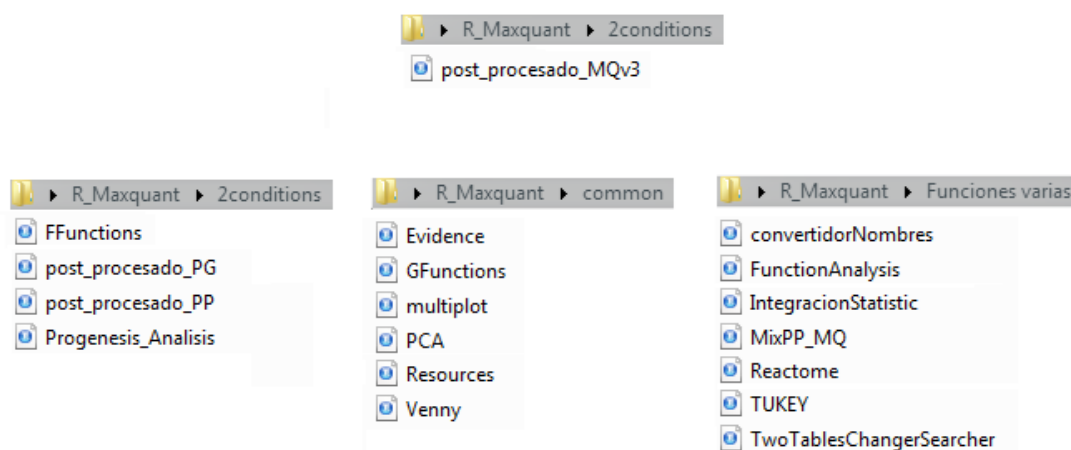 R_Maxquant ▸ 2conditions
post_procesado_MQv3
R_Maxquant ▸ 2conditions
FFunctions
post_procesado_PG
post_procesado_PP
Progenesis_Analisis
R_Maxquant ▸ common
Evidence
GFunctions
multiplot
PCA
Resources
Venny
R_Maxquant ▸ Funciones varias
convertidorNombres
FunctionAnalysis
IntegracionStatistic
MixPP_MQ
Reactome
TUKEY
TwoTablesChangerSearcher